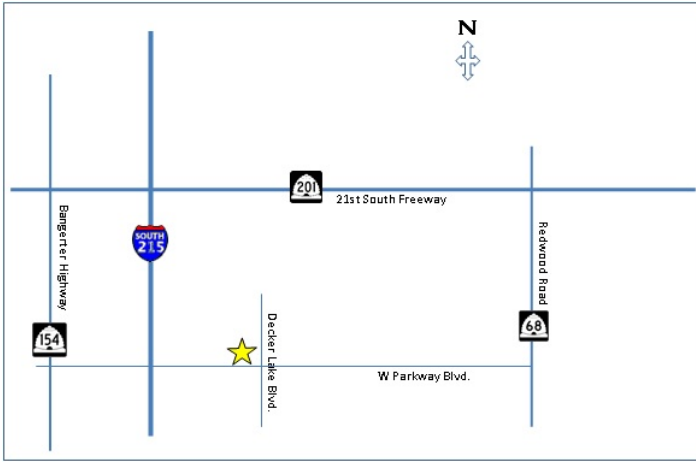 N
201
21st South Freeway
Bangerter Highway
SOUTH
215
Redwood Road
154
68
Decker Lake Blvd.
W Parkway Blvd.